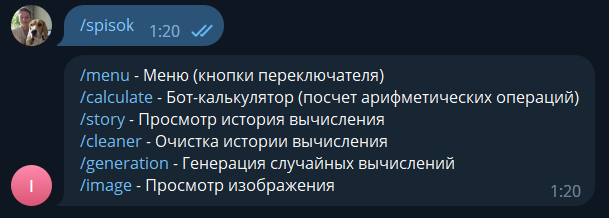 /spisok
1:20
/menu - Меню (кнопки переключателя)
/calculate - Бот-калькулятор (посчет арифметических операций)
/story - Просмотр история вычисления
/cleaner - Очистка истории вычисления
/generation - Генерация случайных вычислений
/image - Просмотр изображения
I
1:20